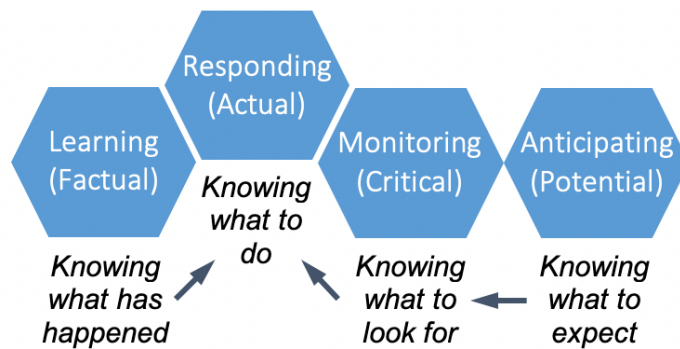 Responding
(Actual)
Learning
(Factual)
Monitoring
(Critical)
Anticipating
(Potential)
Knowing
what to
do
Knowing
what has
happened
Knowing
what to
look for
Knowing
what to
expect